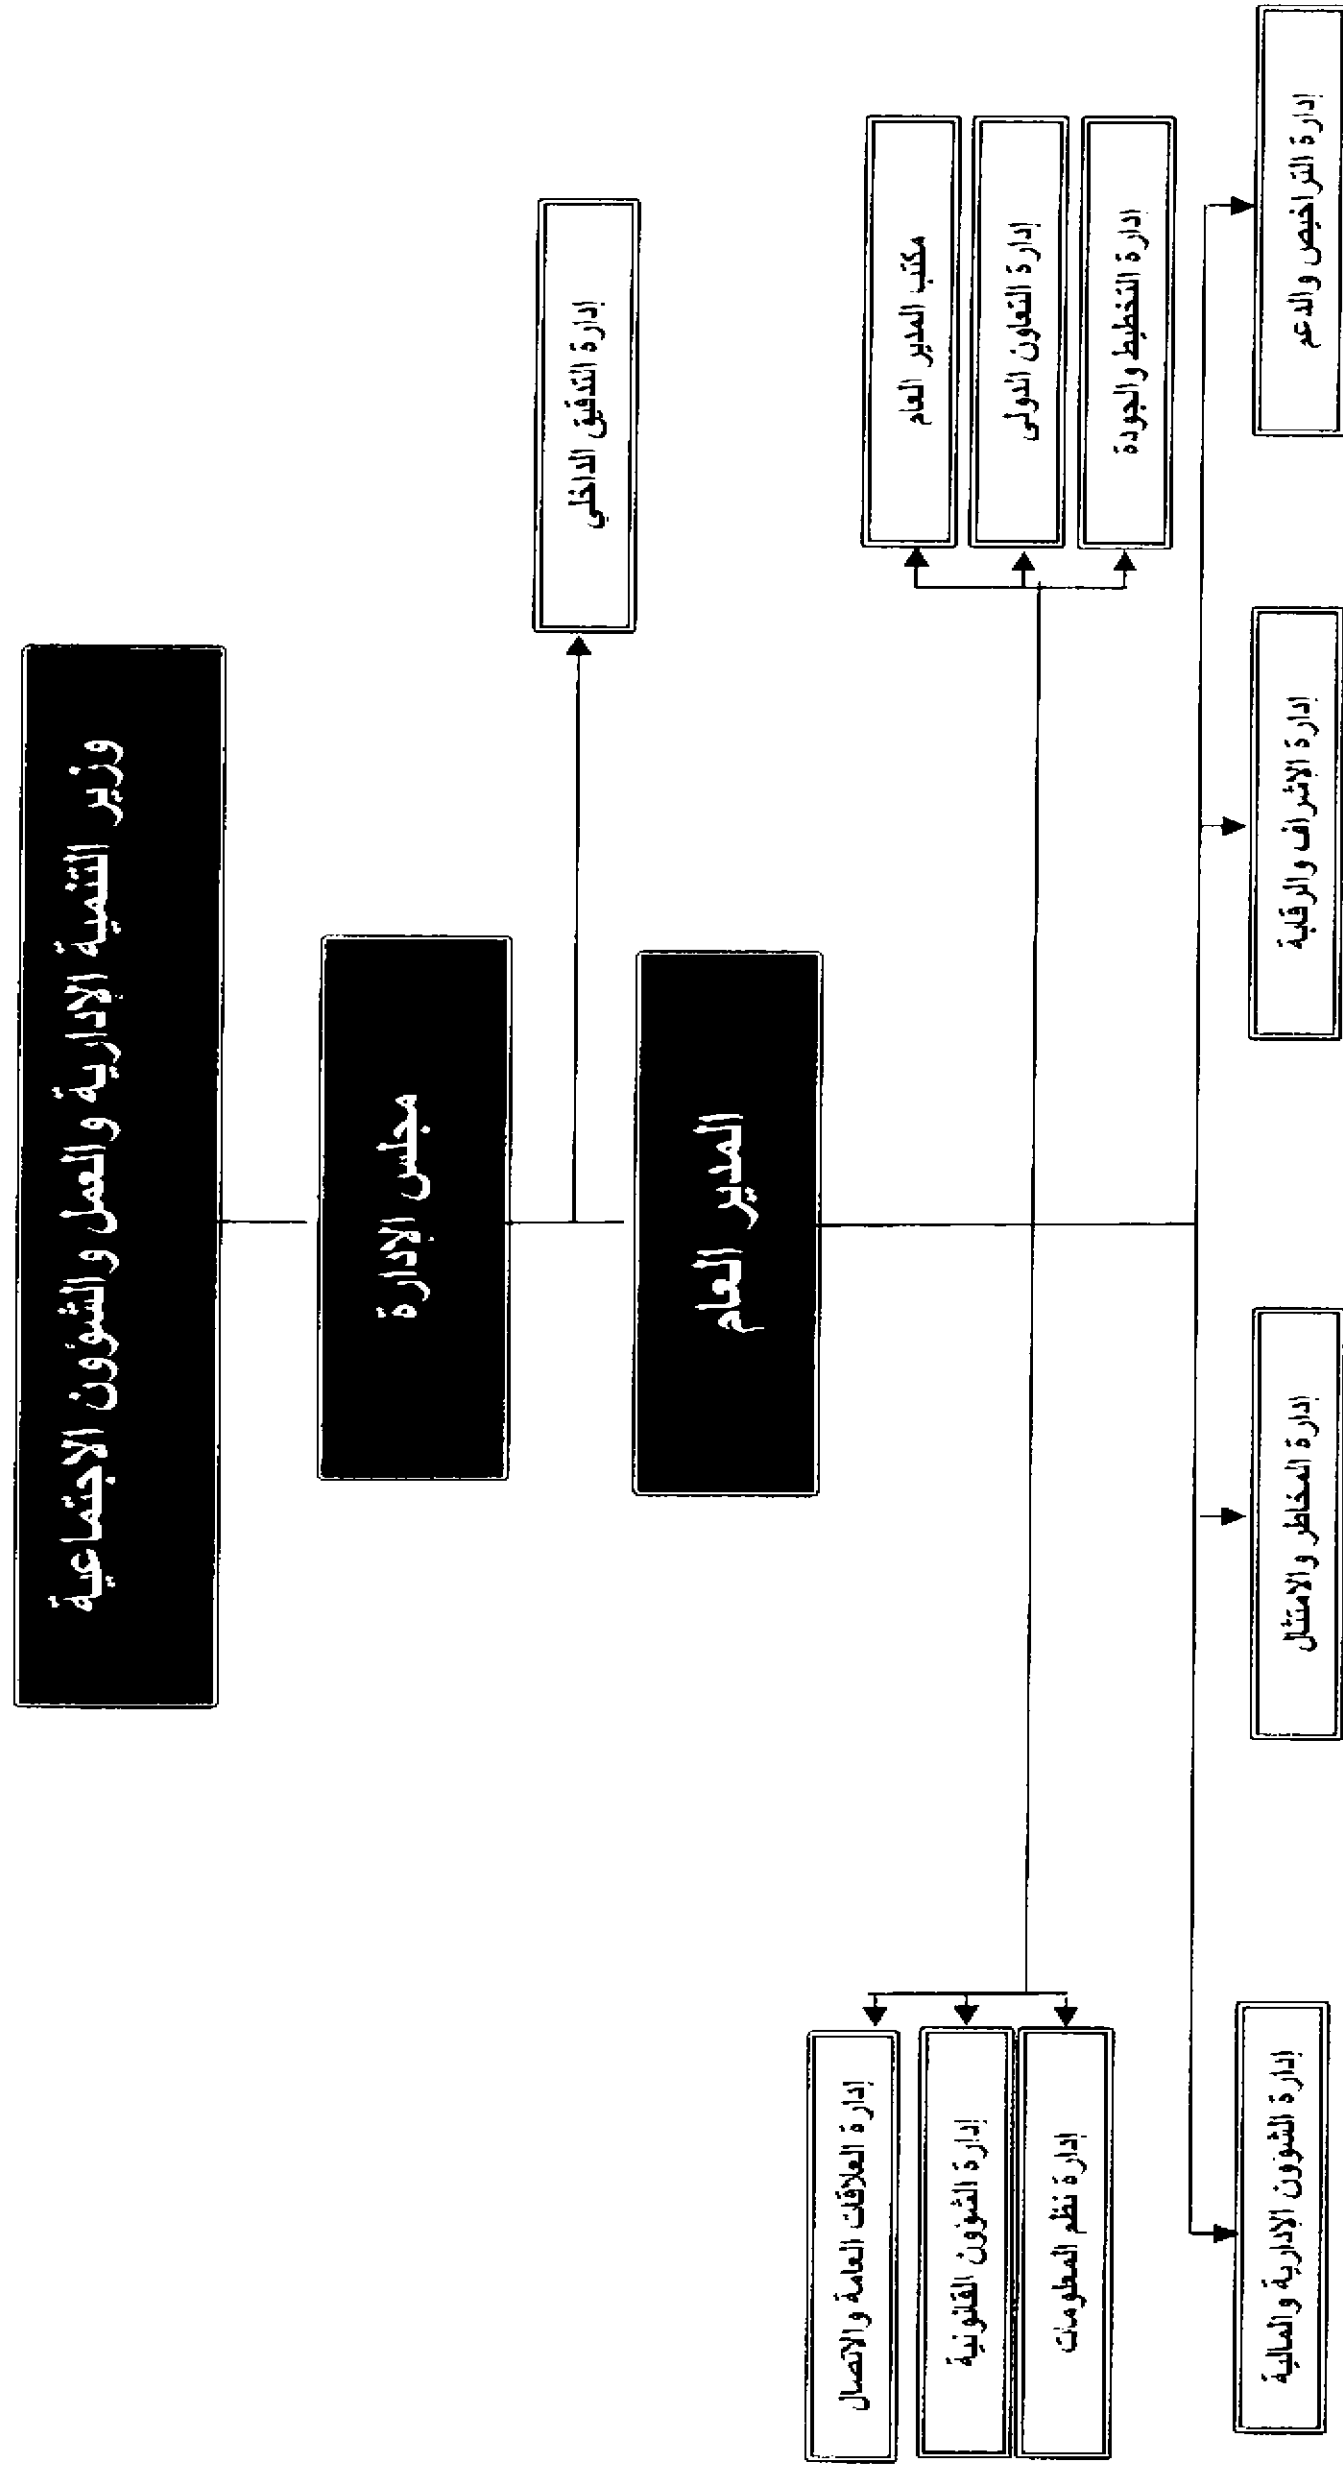 وزير التنمية الإدارية والعمل والشؤون الاجتماعية
مجلس الإدارة
إدارة التدقيق الداخلي
المدير العام
مكتب المدير العام
إدارة التعاون الدولى
إدارة التخطيط والجودة
إدارة العلاقات العامة والاتصال
إدارة الشؤون القانونية
إدارة نظم المعلومات
إدارة التراخيص والدعم
إدارة الإشراف والرقابة
إدارة المخاطر والامتثال
إدارة الشؤون الإدارية والمالية